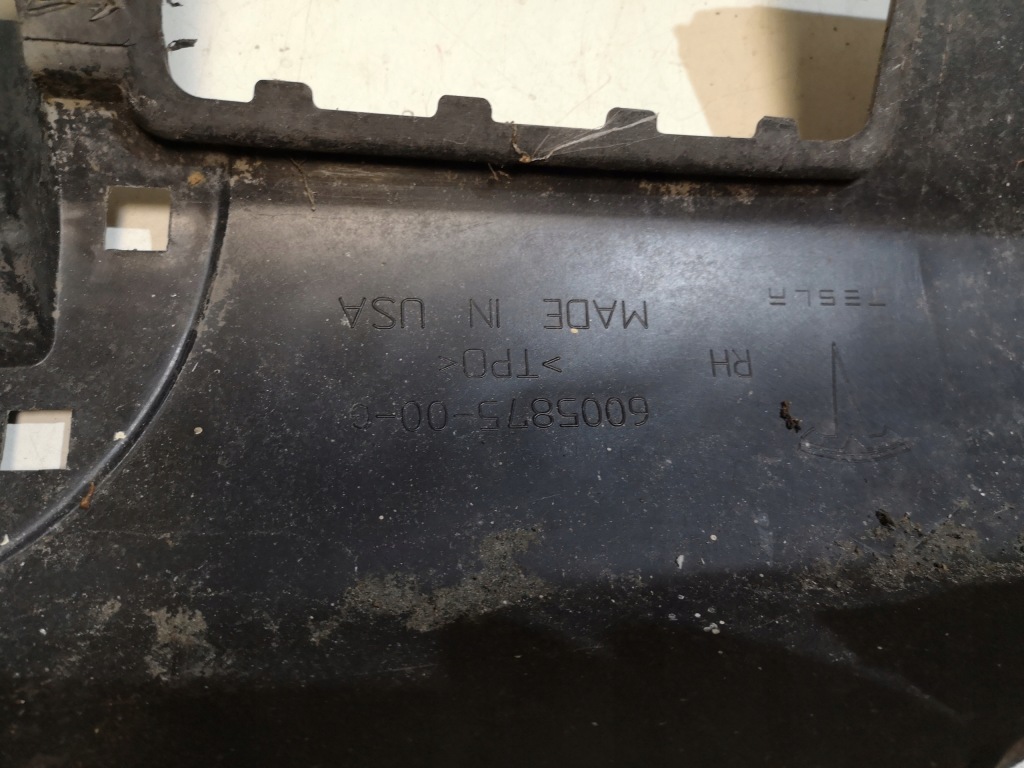 6005875-00-C
RH >TPO<
TESLA MADE IN USA